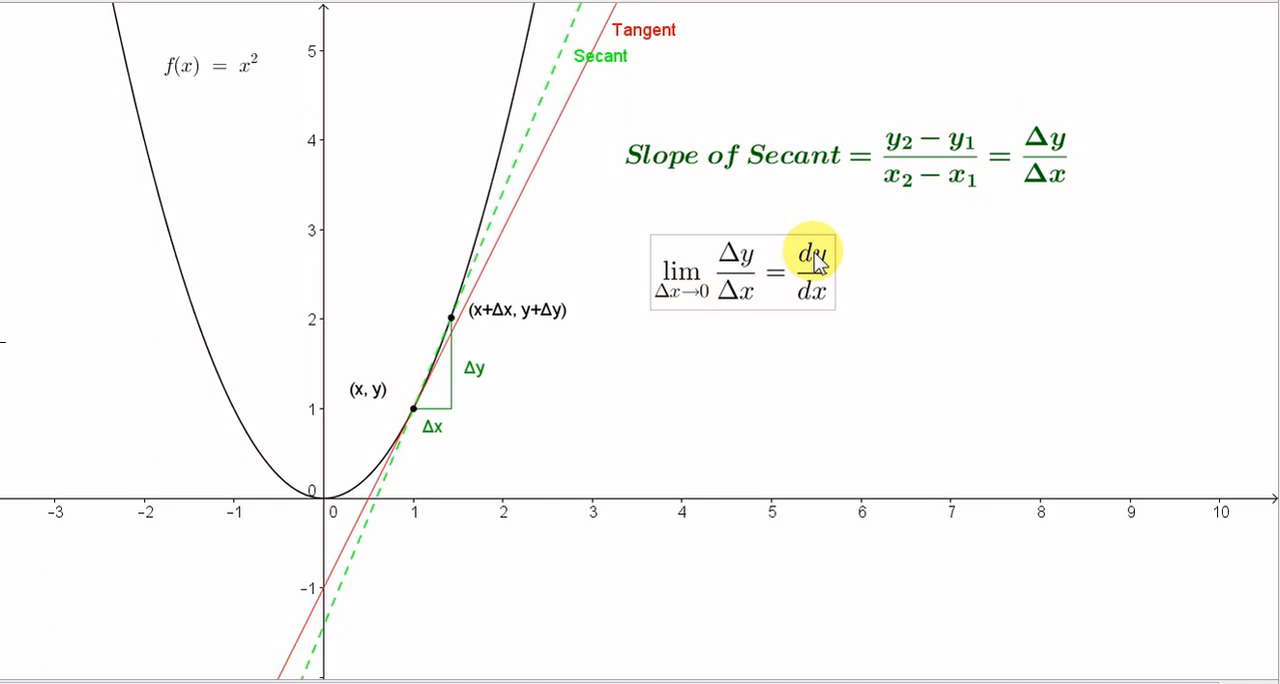 Tangent
Secant
f(x) = x²
Slope of Secant = (y₂ − y₁)/(x₂ − x₁) = Δy/Δx
lim Δx→0 Δy/Δx = dy/dx
(x+Δx, y+Δy)
Δy
(x, y)
Δx
5
4
3
2
1
0
−1
−3 −2 −1 0 1 2 3 4 5 6 7 8 9 10